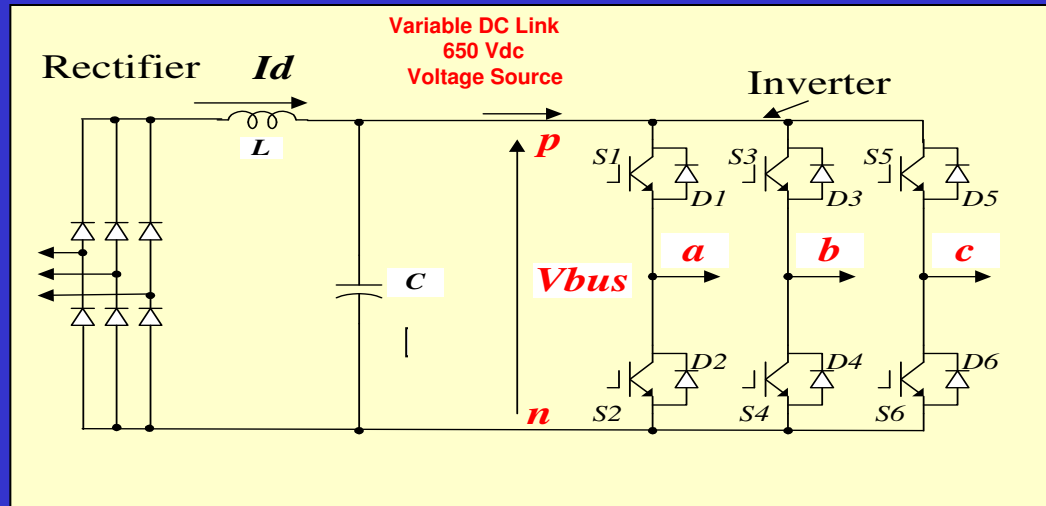 Variable DC Link
650 Vdc
Voltage Source
Rectifier
Id
Inverter
L
p
S1
S3
S5
D1
D3
D5
a
b
c
Vbus
C
D2
D4
D6
S2
S4
S6
n